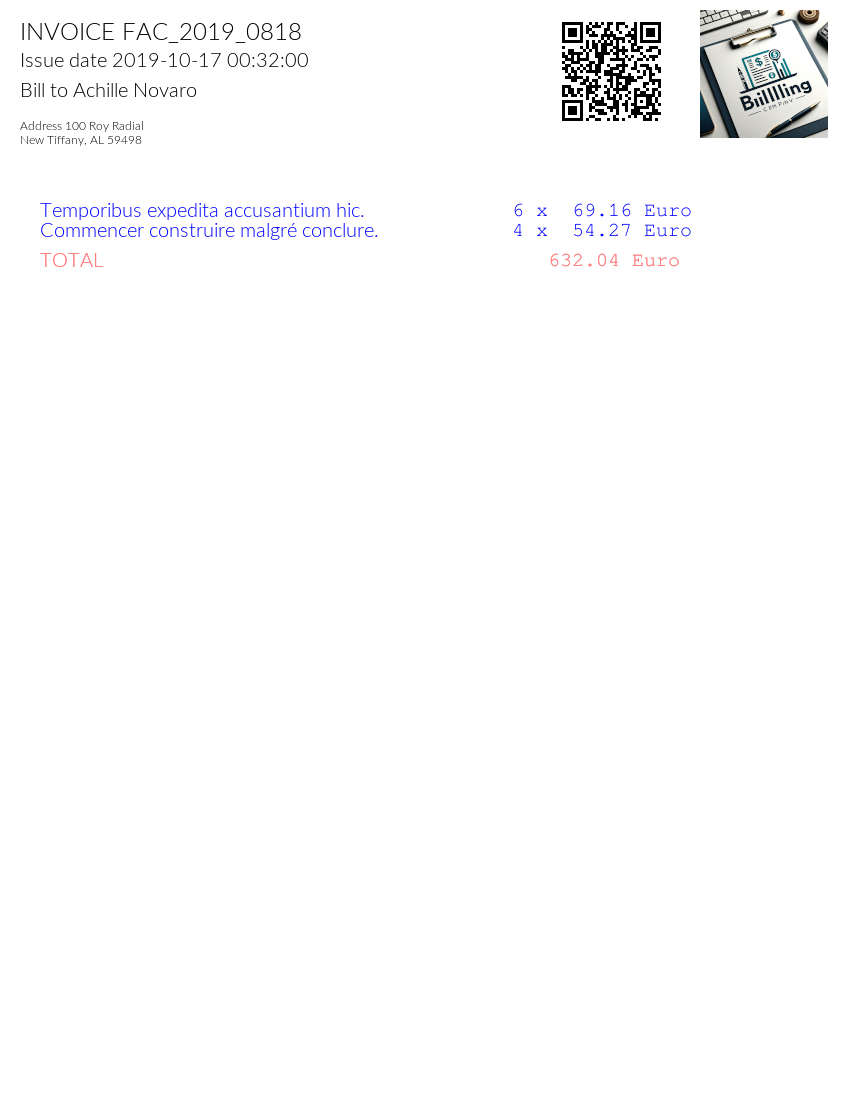 INVOICE FAC_2019_0818
Issue date 2019-10-17 00:32:00
Bill to Achille Novaro
Address 100 Roy Radial
New Tiffany, AL 59498
Biillling
COMPANY
Temporibus expedita accusantium hic. 6 x 69.16 Euro
Commencer construire malgré conclure. 4 x 54.27 Euro
TOTAL 632.04 Euro